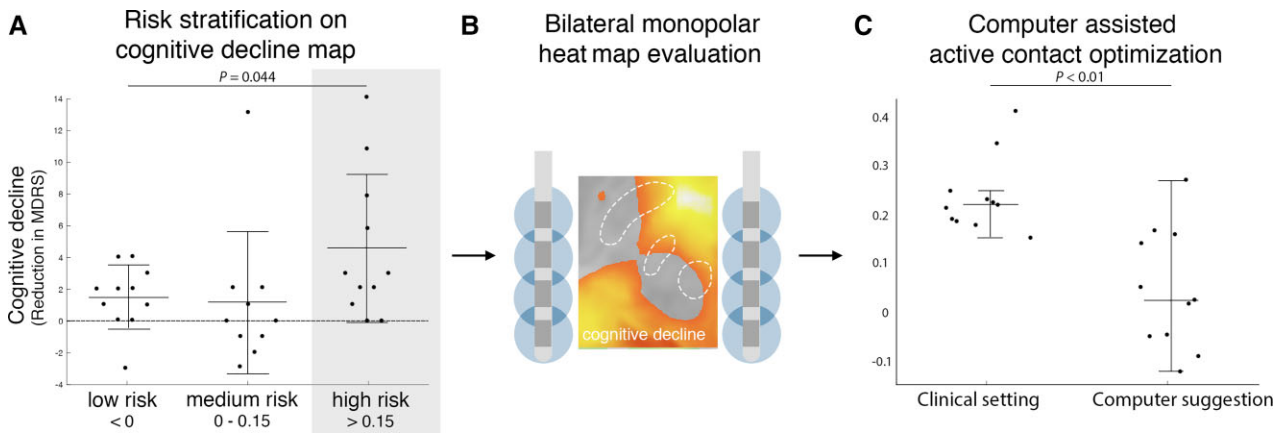 A
Risk stratification on
cognitive decline map
P = 0.044
Cognitive decline
(Reduction in MDRS)
14
12
10
8
6
4
2
0
-2
-4
low risk
< 0
medium risk
0 - 0.15
high risk
> 0.15
B
Bilateral monopolar
heat map evaluation
cognitive decline
C
Computer assisted
active contact optimization
P < 0.01
0.4
0.3
0.2
0.1
0
-0.1
Clinical setting
Computer suggestion